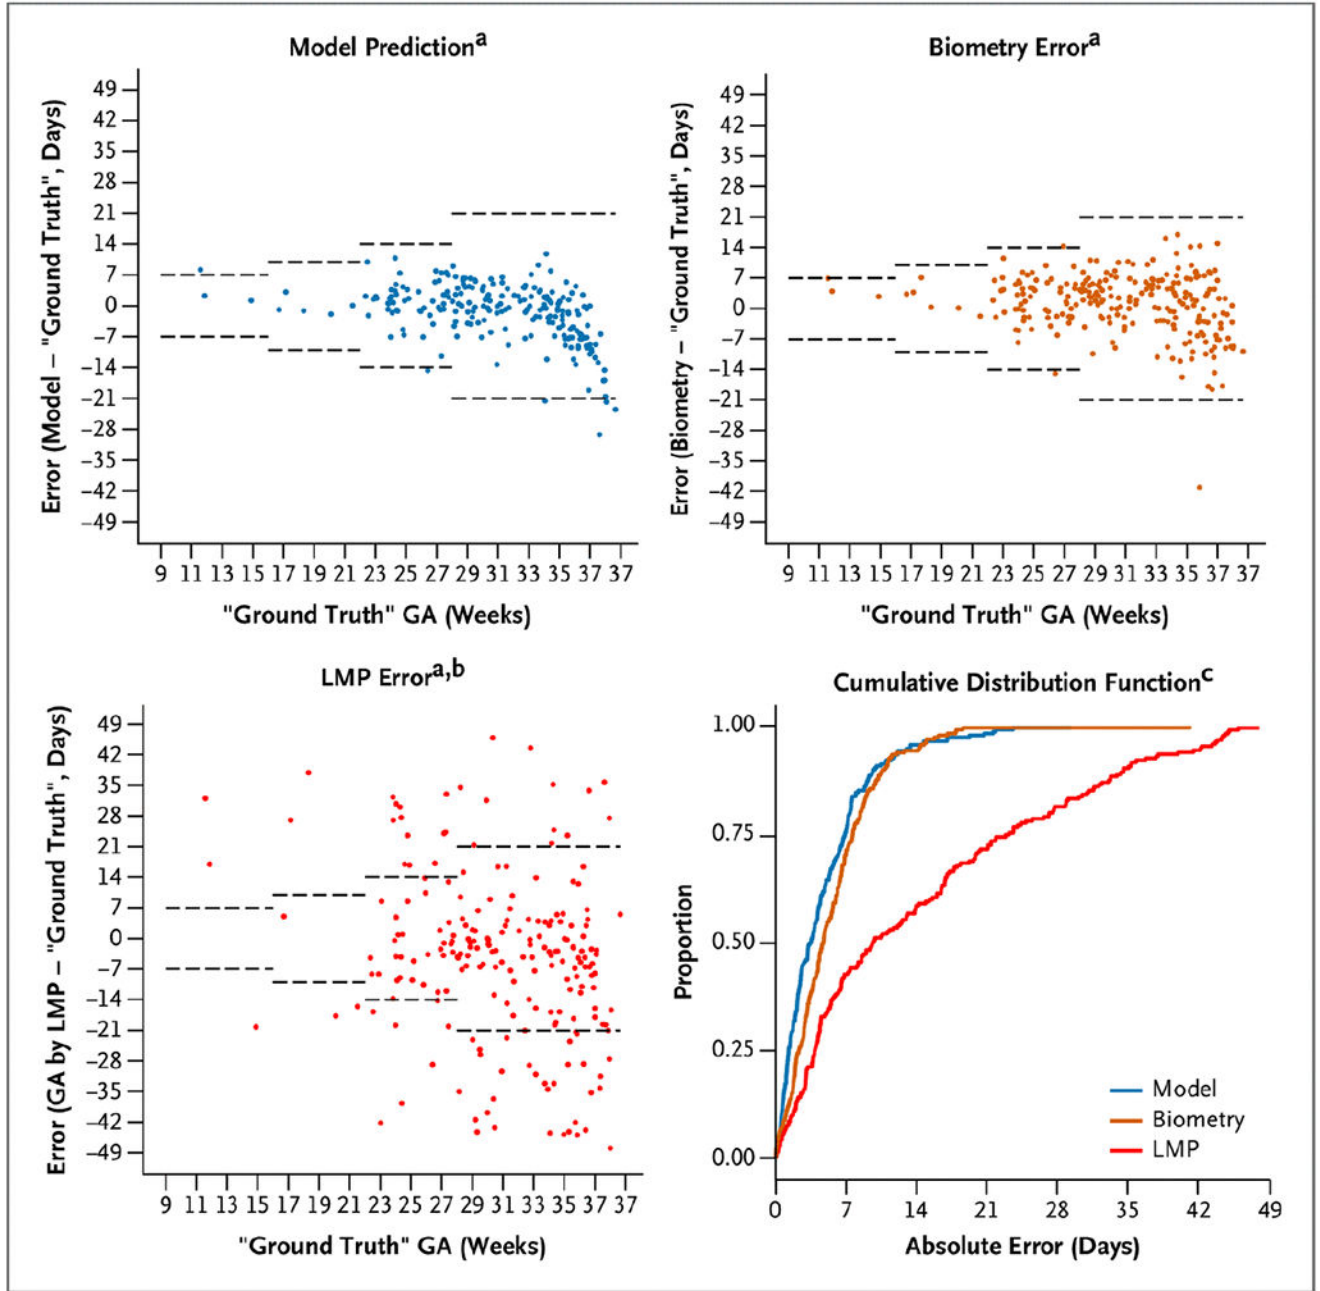 Model Prediction^a
Error (Model – "Ground Truth", Days)
49
42
35
28
21
14
7
0
–7
–14
–21
–28
–35
–42
–49
9 11 13 15 17 19 21 23 25 27 29 31 33 35 37 37
"Ground Truth" GA (Weeks)
Biometry Error^a
Error (Biometry – "Ground Truth", Days)
49
42
35
28
21
14
7
0
–7
–14
–21
–28
–35
–42
–49
9 11 13 15 17 19 21 23 25 27 29 31 33 35 37 37
"Ground Truth" GA (Weeks)
LMP Error^a,b
Error (GA by LMP – "Ground Truth", Days)
49
42
35
28
21
14
7
0
–7
–14
–21
–28
–35
–42
–49
9 11 13 15 17 19 21 23 25 27 29 31 33 35 37 37
"Ground Truth" GA (Weeks)
Cumulative Distribution Function^c
Proportion
1.00
0.75
0.50
0.25
0.00
Model
Biometry
LMP
0 7 14 21 28 35 42 49
Absolute Error (Days)